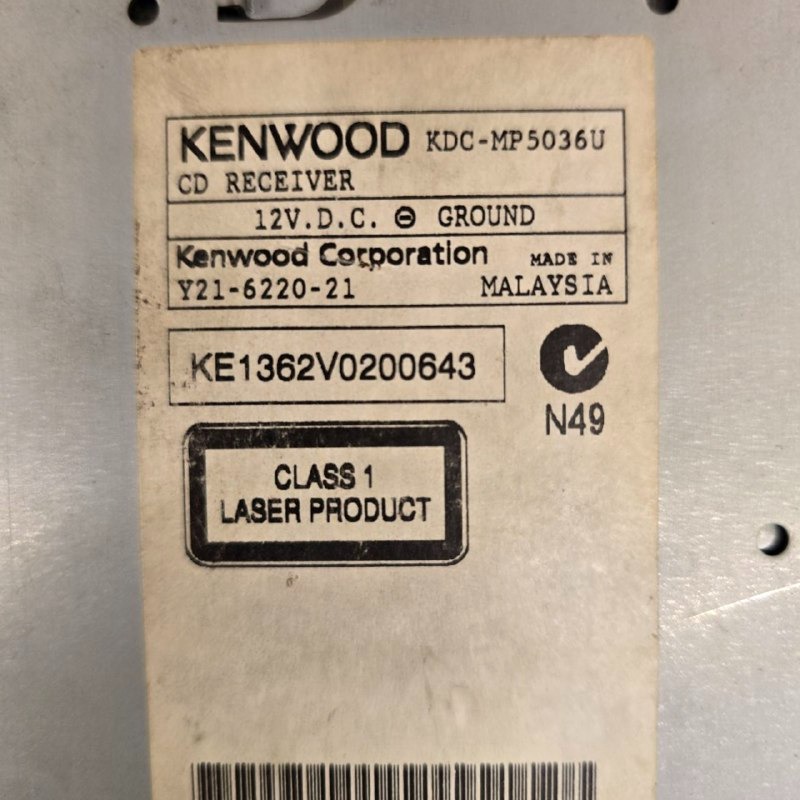 KENWOOD KDC-MP5036U
CD RECEIVER
12V.D.C. ⊖ GROUND
Kenwood Corporation MADE IN
Y21-6220-21 MALAYSIA
KE1362V0200643
N49
CLASS 1
LASER PRODUCT